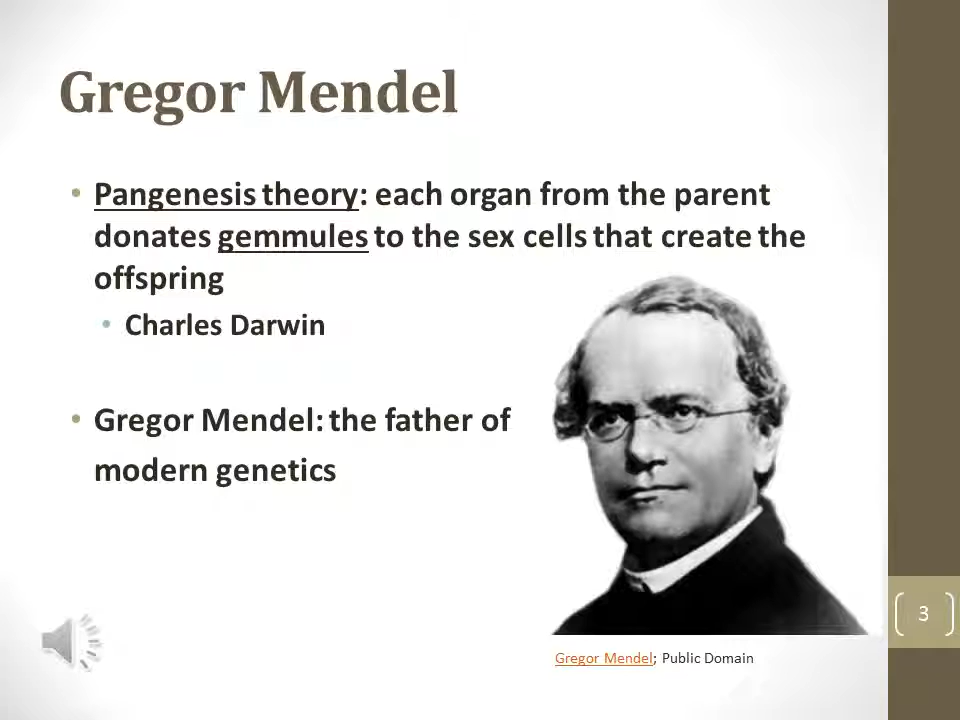 Gregor Mendel
• Pangenesis theory: each organ from the parent
donates gemmules to the sex cells that create the
offspring
• Charles Darwin
• Gregor Mendel: the father of
modern genetics
3
Gregor Mendel; Public Domain